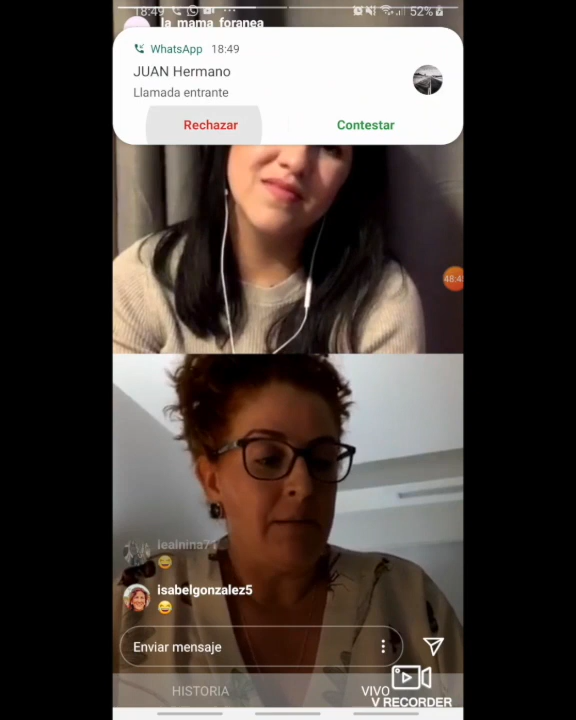 18:49
52%
la_mama_foranea
WhatsApp 18:49
JUAN Hermano
Llamada entrante
Rechazar Contestar
lealnina71
isabelgonzalez5
Enviar mensaje
HISTORIA VIVO
V RECORDER